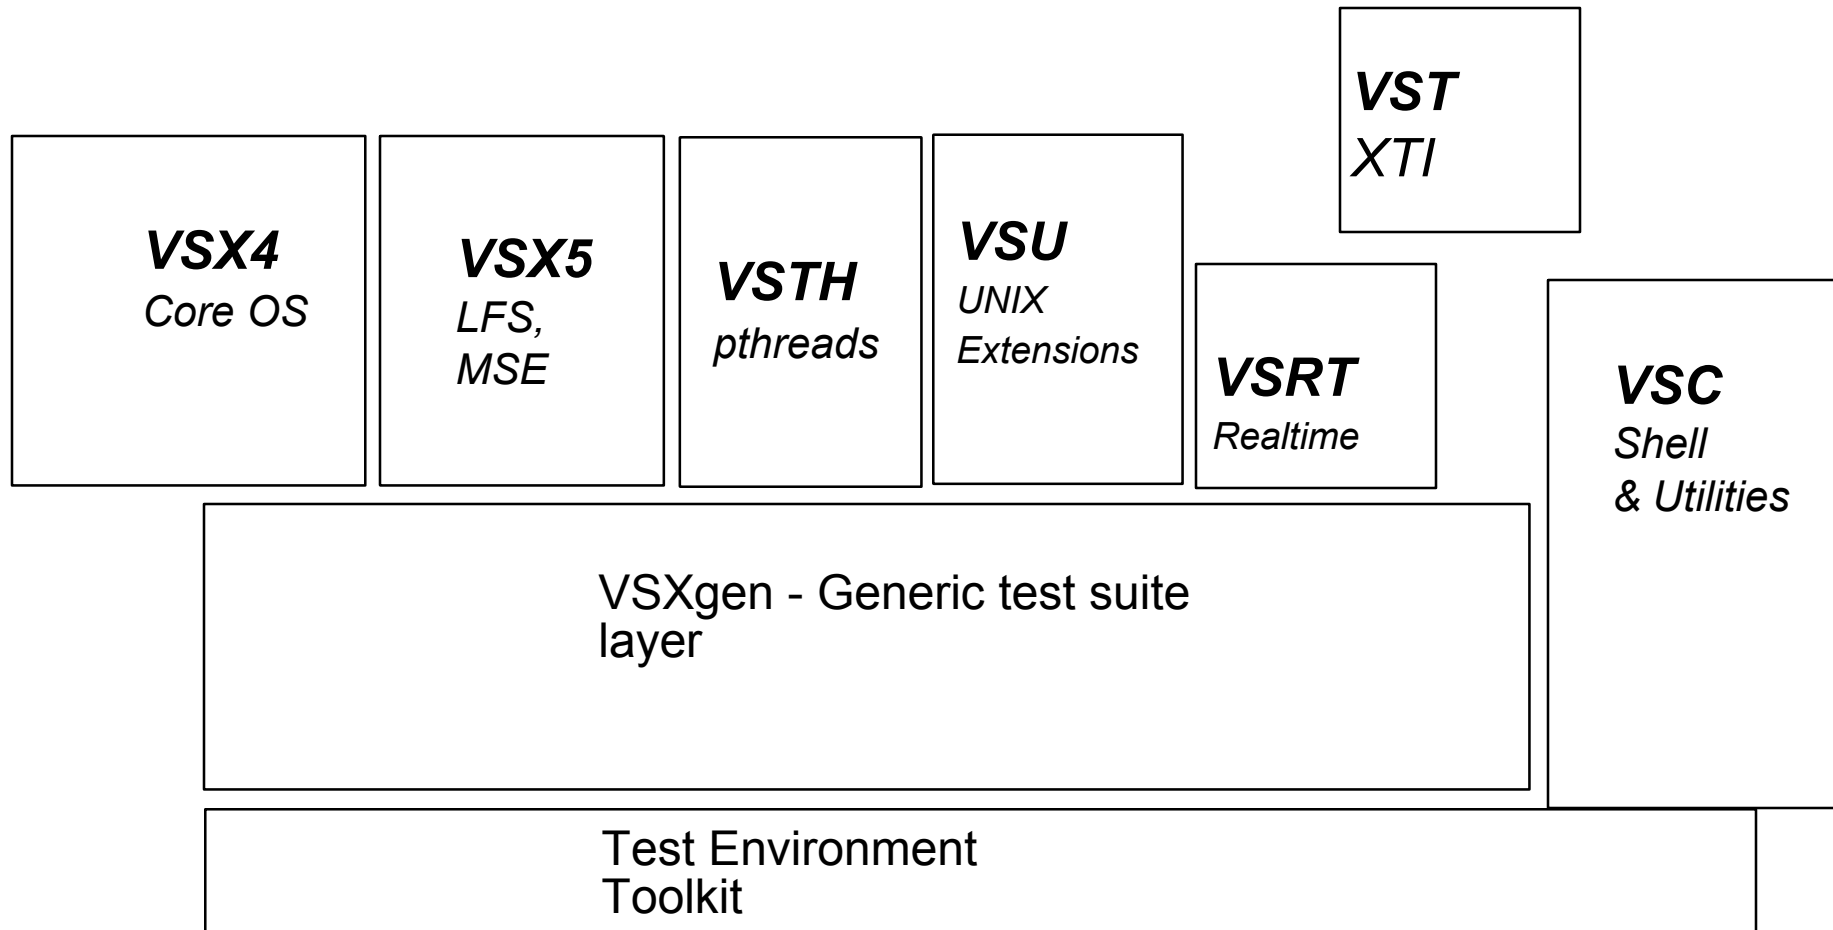 VST
XTI
VSX4
Core OS
VSX5
LFS,
MSE
VSTH
pthreads
VSU
UNIX
Extensions
VSRT
Realtime
VSC
Shell
& Utilities
VSXgen - Generic test suite
layer
Test Environment
Toolkit